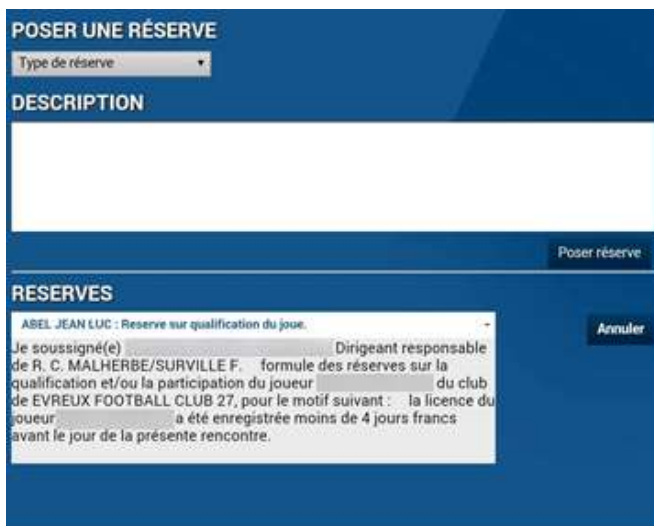 POSER UNE RÉSERVE
Type de réserve
DESCRIPTION
Poser réserve
RESERVES
ABEL JEAN LUC : Reserve sur qualification du joue.
Annuler
Je soussigné(e) Dirigeant responsable
de R. C. MALHERBE/SURVILLE F. formule des réserves sur la
qualification et/ou la participation du joueur du club
de EVREUX FOOTBALL CLUB 27, pour le motif suivant : la licence du
joueur a été enregistrée moins de 4 jours francs
avant le jour de la présente rencontre.